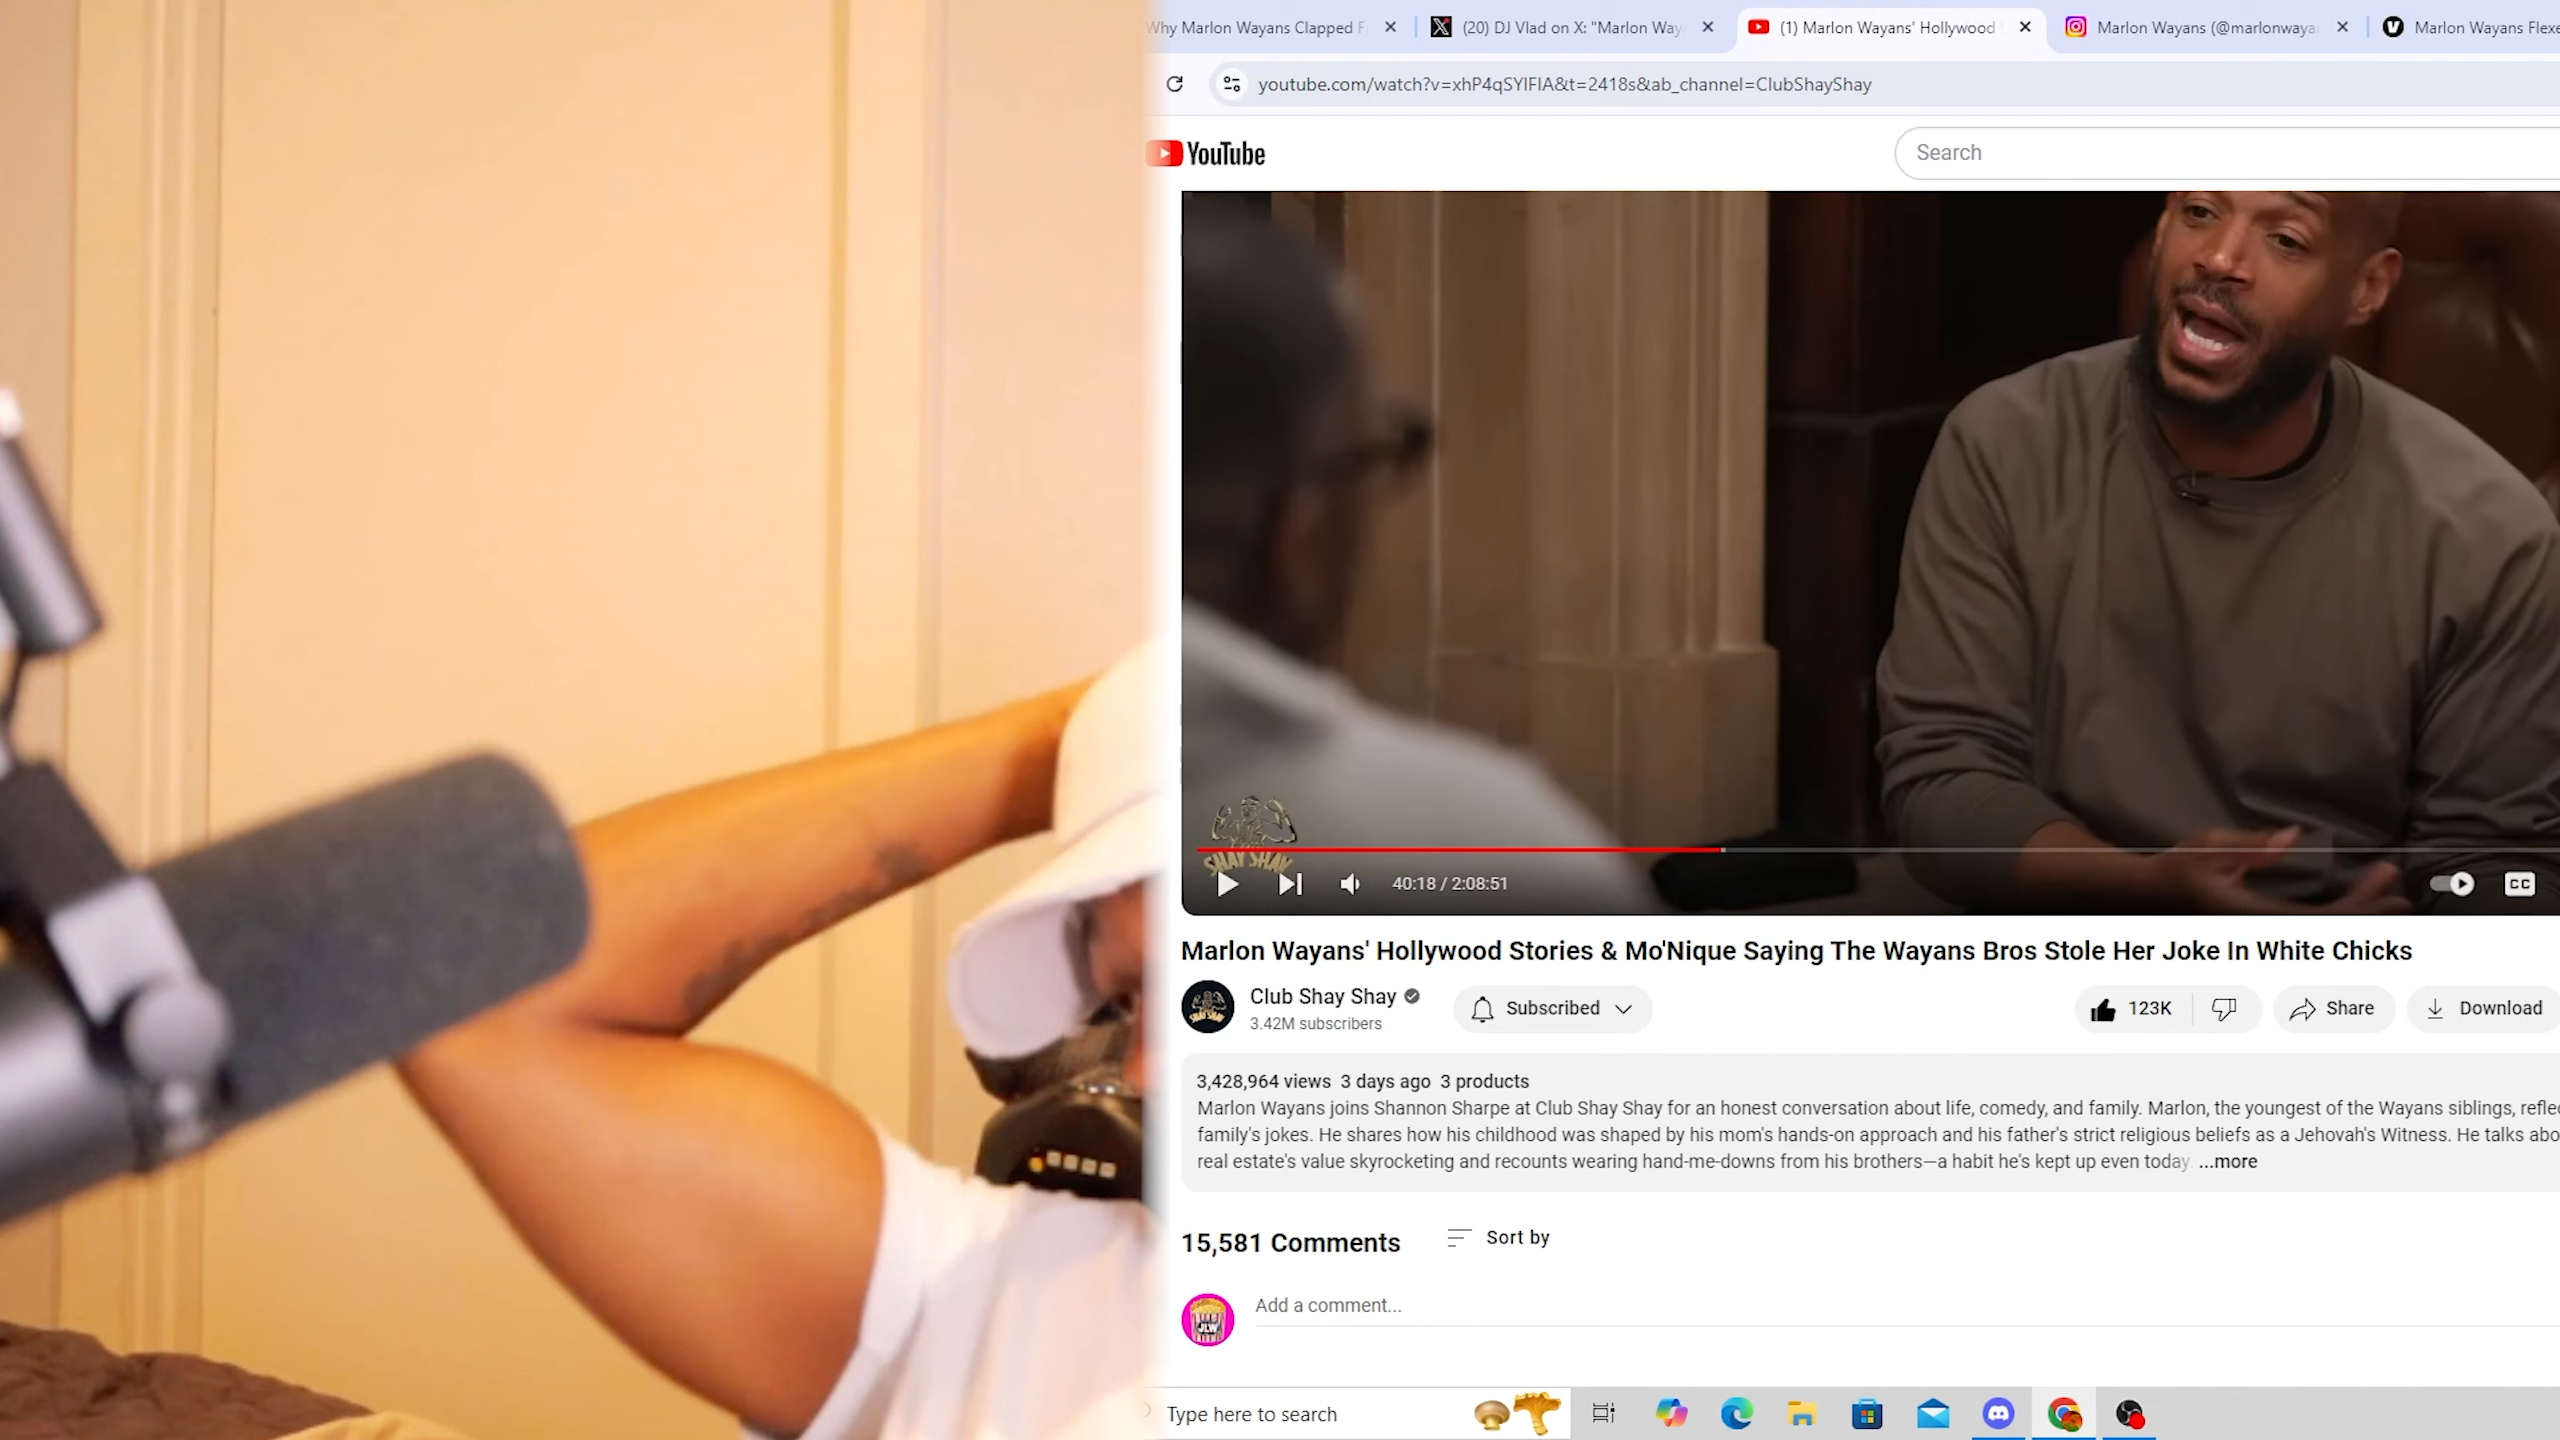 Why Marlon Wayans Clapped F
(20) DJ Vlad on X: "Marlon Way
(1) Marlon Wayans' Hollywood
Marlon Wayans (@marlonwaya
Marlon Wayans Flexe
youtube.com/watch?v=xhP4qSYlFIA&t=2418s&ab_channel=ClubShayShay
YouTube
Search
SHAY SHAY
40:18 / 2:08:51
CC
Marlon Wayans' Hollywood Stories & Mo'Nique Saying The Wayans Bros Stole Her Joke In White Chicks
Club Shay Shay
3.42M subscribers
Subscribed
123K
Share
Download
3,428,964 views 3 days ago 3 products
Marlon Wayans joins Shannon Sharpe at Club Shay Shay for an honest conversation about life, comedy, and family. Marlon, the youngest of the Wayans siblings, refle
family's jokes. He shares how his childhood was shaped by his mom's hands-on approach and his father's strict religious beliefs as a Jehovah's Witness. He talks abo
real estate's value skyrocketing and recounts wearing hand-me-downs from his brothers—a habit he's kept up even today. ...more
15,581 Comments
Sort by
JLW
Add a comment...
Type here to search